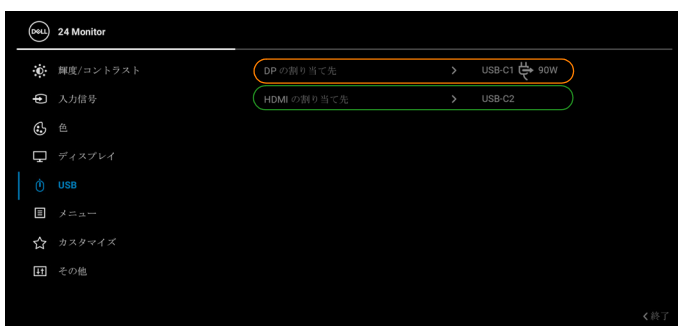 DELL 24 Monitor
輝度/コントラスト
DP の割り当て先 USB-C1 90W
入力信号
HDMI の割り当て先 USB-C2
色
ディスプレイ
USB
メニュー
カスタマイズ
その他
終了